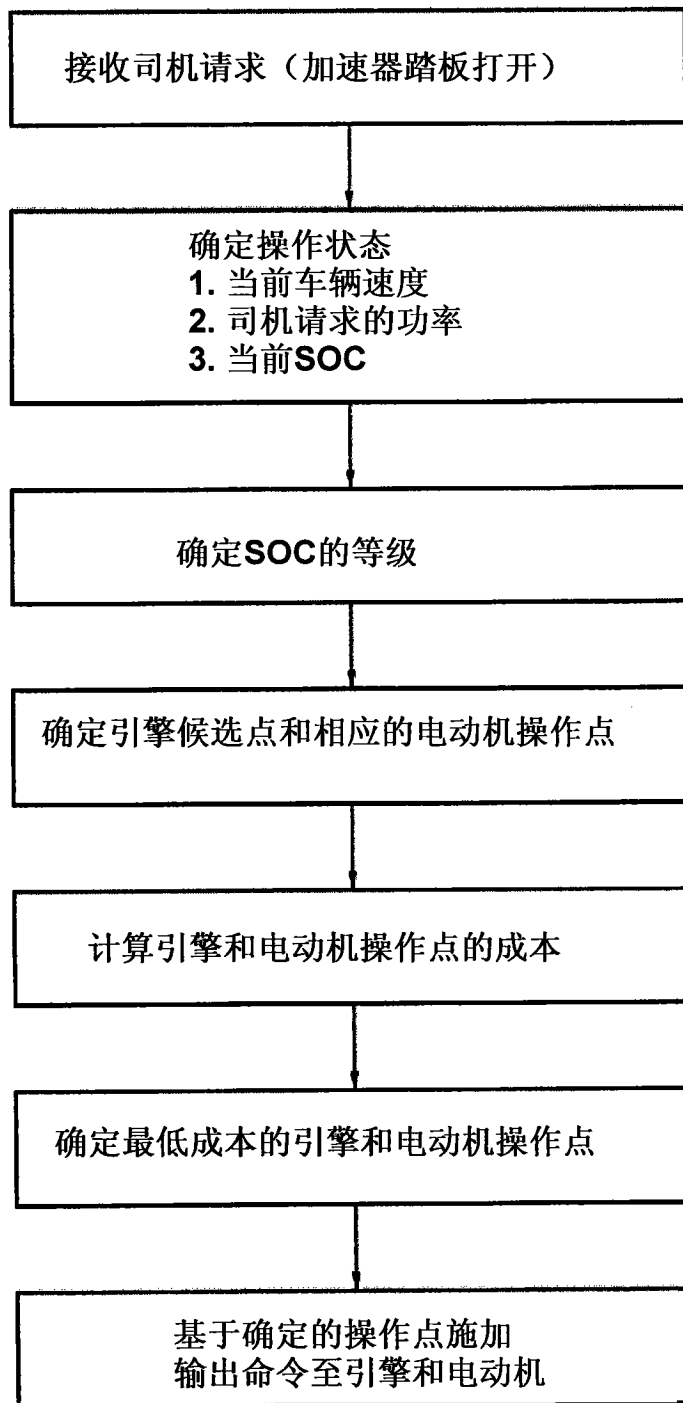 接收司机请求（加速器踏板打开）
确定操作状态
1. 当前车辆速度
2. 司机请求的功率
3. 当前SOC
确定SOC的等级
确定引擎候选点和相应的电动机操作点
计算引擎和电动机操作点的成本
确定最低成本的引擎和电动机操作点
基于确定的操作点施加
输出命令至引擎和电动机